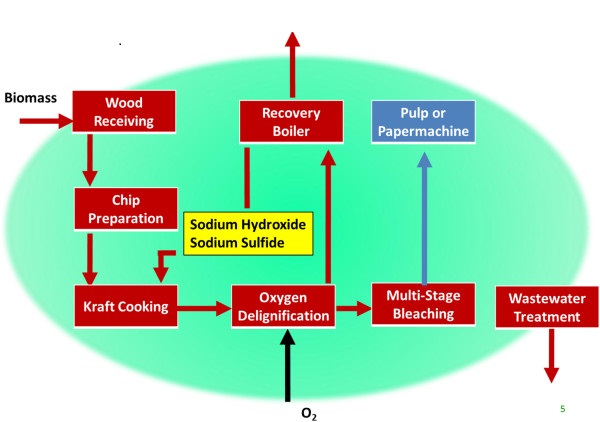 Biomass
Wood
Receiving
Recovery
Boiler
Pulp or
Papermachine
Chip
Preparation
Sodium Hydroxide
Sodium Sulfide
Kraft Cooking
Oxygen
Delignification
Multi-Stage
Bleaching
Wastewater
Treatment
O₂
5